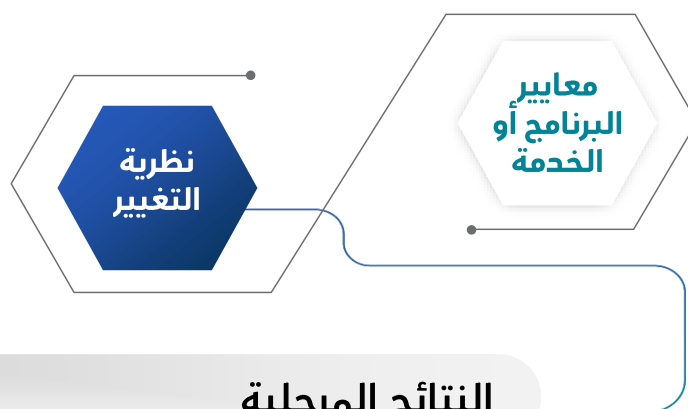 معايير
البرنامج أو
الخدمة
نظرية
التغيير
النتائج المرحلية